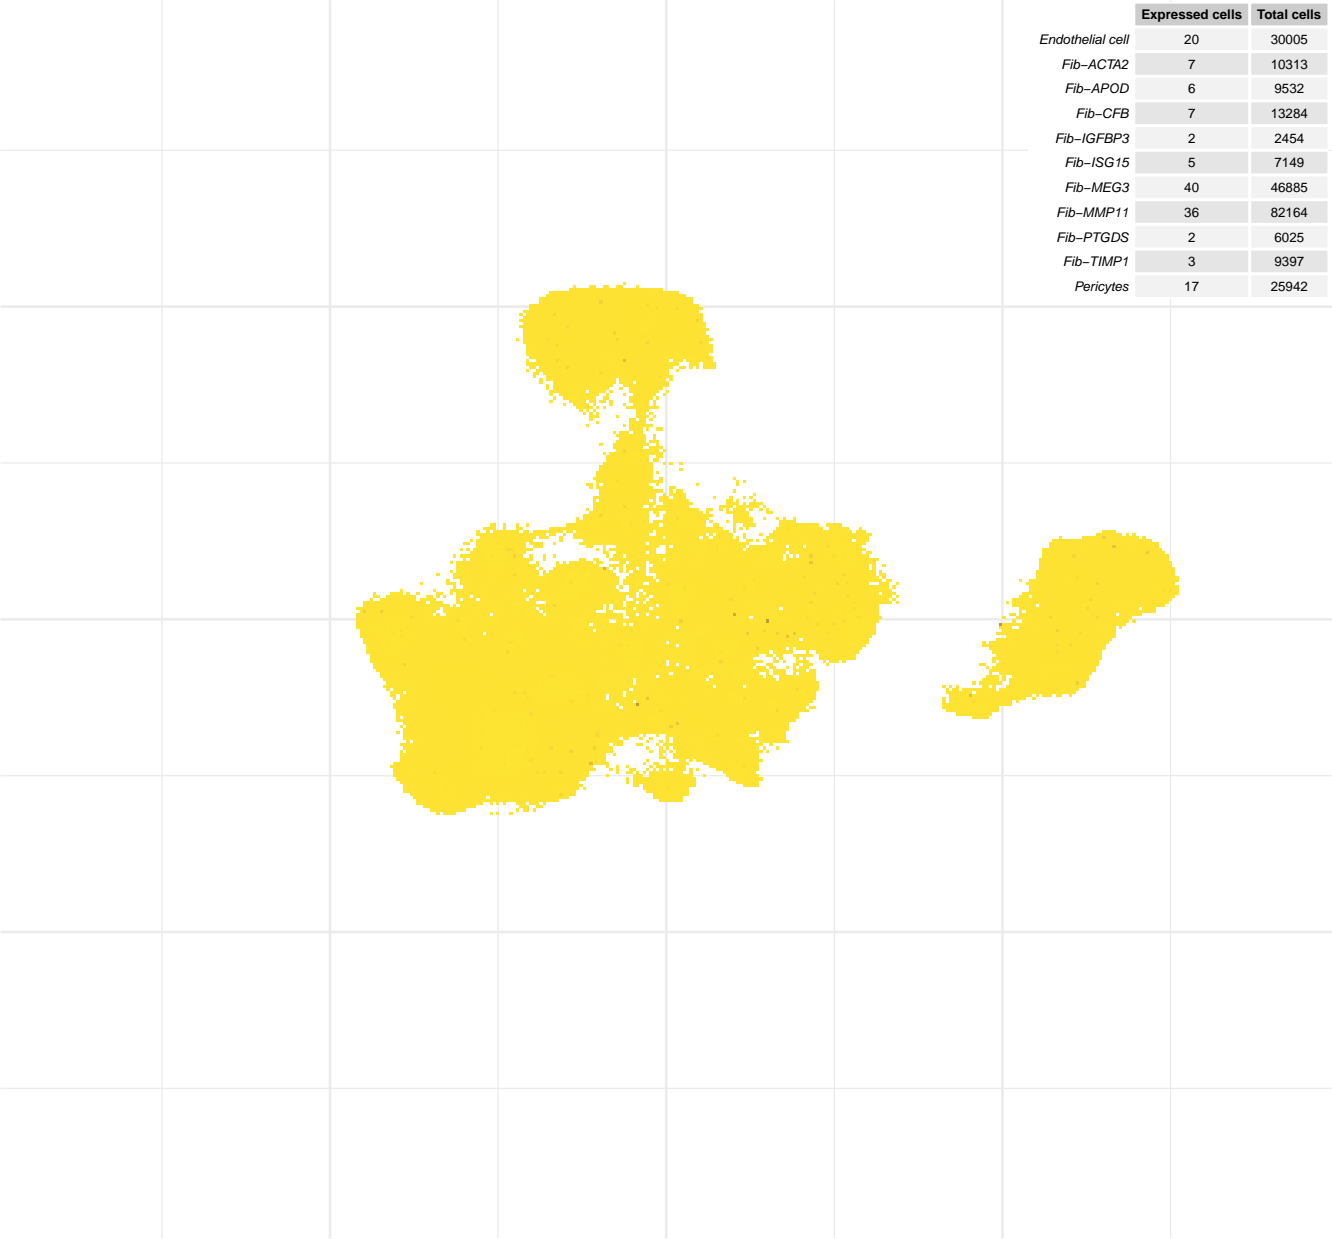 Expressed cells Total cells
Endothelial cell 20 30005
Fib−ACTA2 7 10313
Fib−APOD 6 9532
Fib−CFB 7 13284
Fib−IGFBP3 2 2454
Fib−ISG15 5 7149
Fib−MEG3 40 46885
Fib−MMP11 36 82164
Fib−PTGDS 2 6025
Fib−TIMP1 3 9397
Pericytes 17 25942